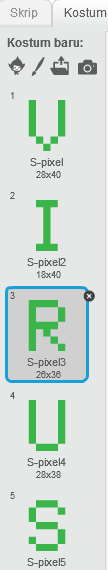 Skrip Kostum
Kostum baru:
1
V
S-pixel
28x40
2
I
S-pixel2
18x40
3
R
S-pixel3
26x36
4
U
S-pixel4
28x38
5
S
S-pixel5